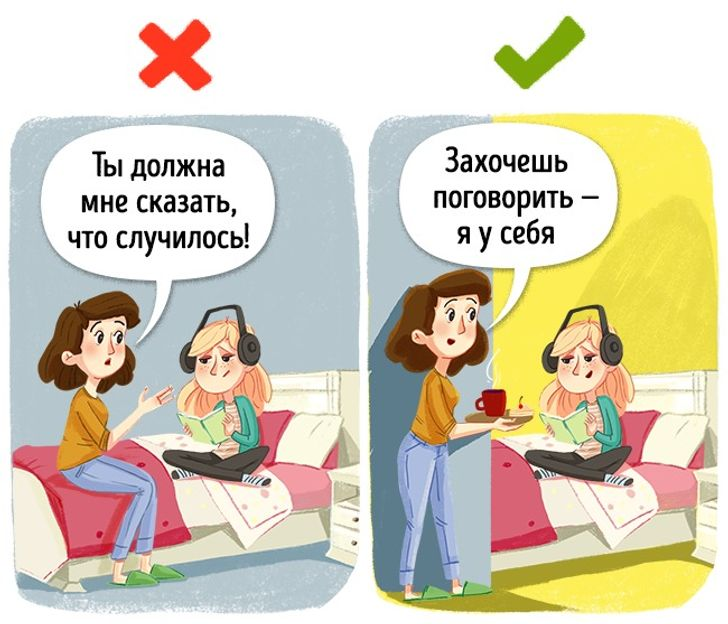 Ты должна
мне сказать,
что случилось!
Захочешь
поговорить –
я у себя